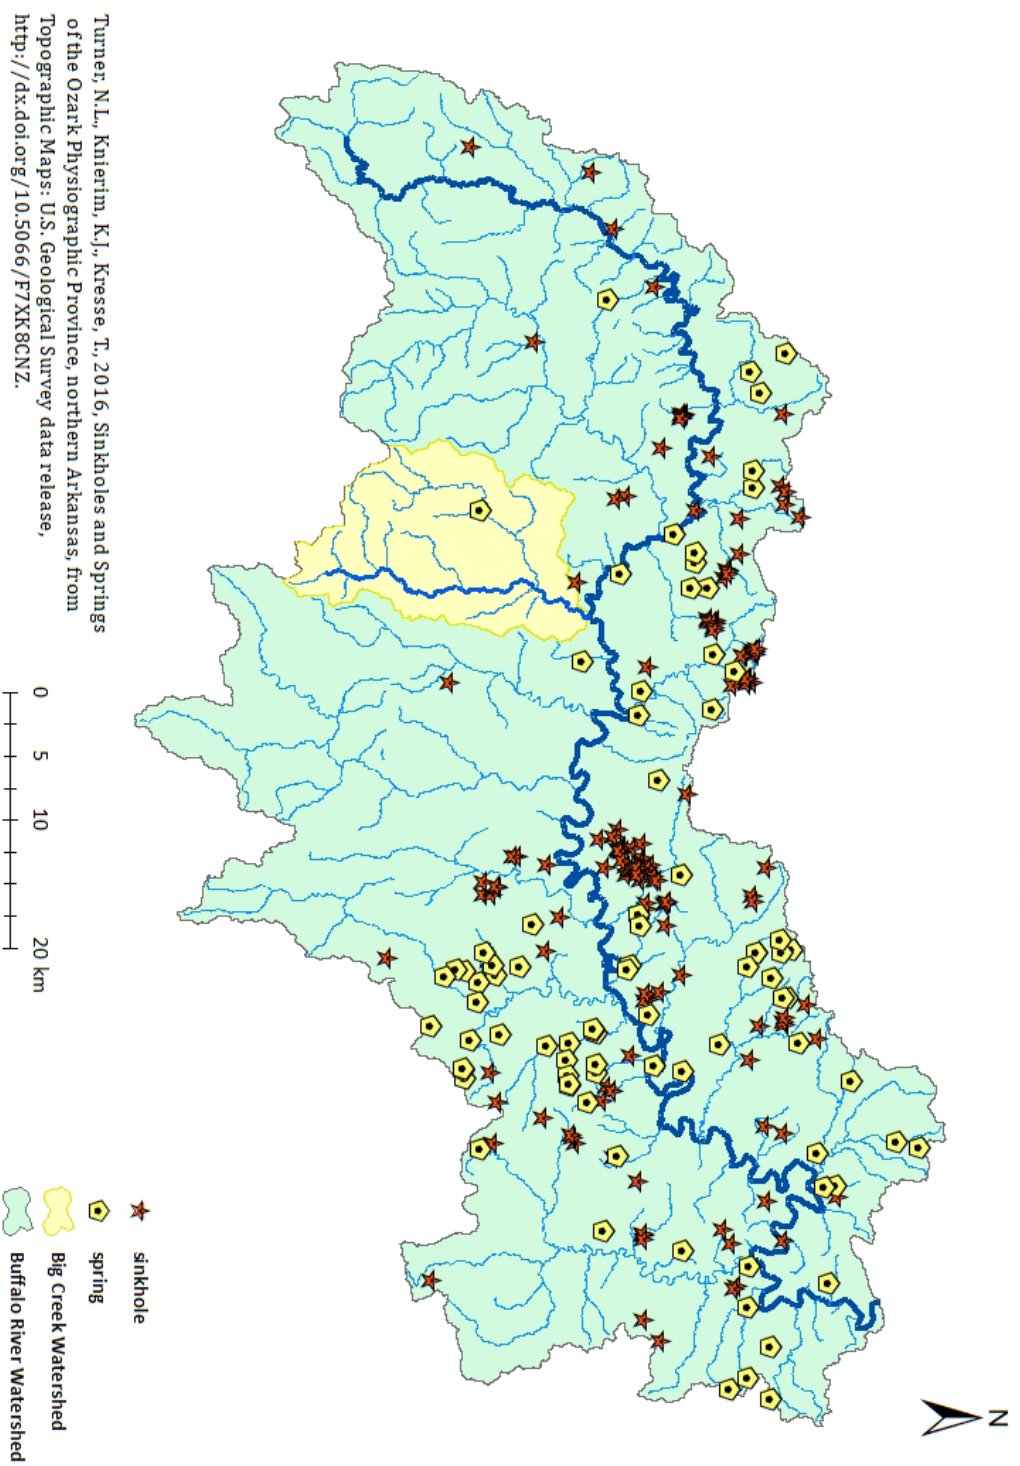 Turner, N.L., Knierim, K.J., Kresse, T., 2016, Sinkholes and Springs
of the Ozark Physiographic Province, northern Arkansas, from
Topographic Maps: U.S. Geological Survey data release,
http://dx.doi.org/10.5066/F7XK8CNZ.
0 5 10 20 km
sinkhole
spring
Big Creek Watershed
Buffalo River Watershed
N